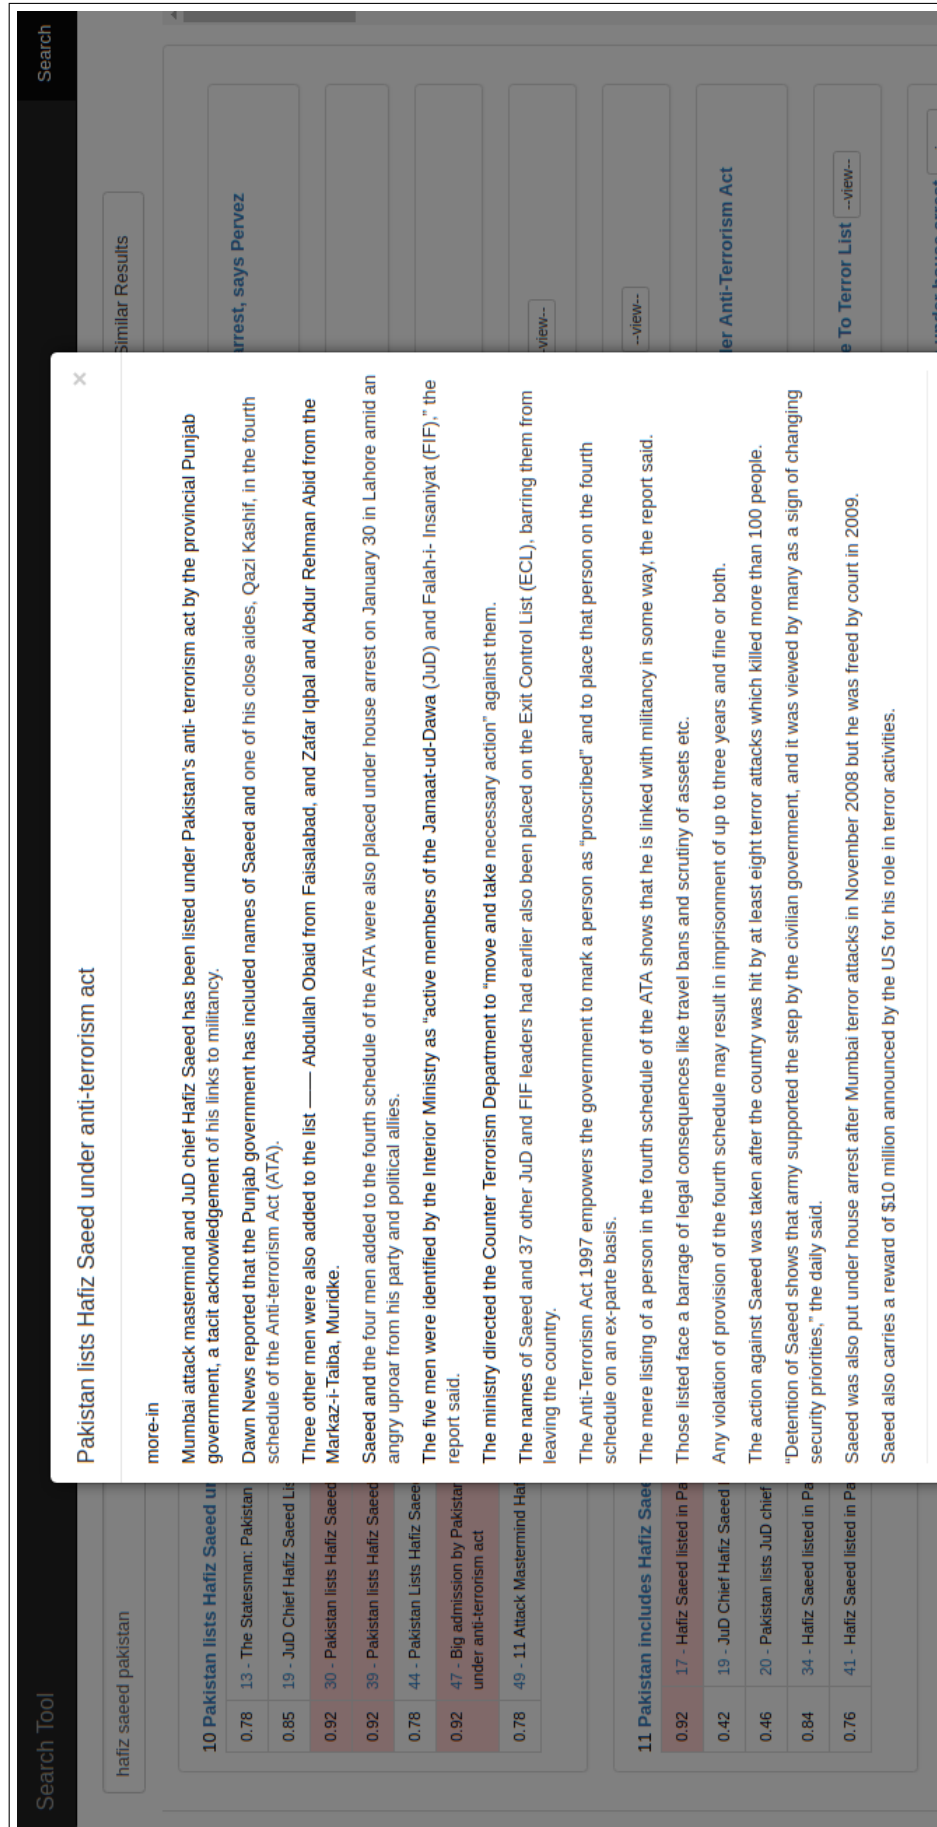 Search Tool
Search
hafiz saeed pakistan
Similar Results
10 Pakistan lists Hafiz Saeed
arrest, says Pervez
0.78 13 - The Statesman: Pakistan
0.85 19 - JuD Chief Hafiz Saeed
0.92 30 - Pakistan lists Hafiz Saeed
0.92 39 - Pakistan lists Hafiz Saeed
0.78 44 - Pakistan Lists Hafiz
--view--
0.92 47 - Big admission by Pakistan
under anti-terrorism act
--view--
0.78 49 - 11 Attack Mastermind
11 Pakistan includes Hafiz
0.92 17 - Hafiz Saeed listed in
Anti-Terrorism Act
0.42 19 - JuD Chief Hafiz Saeed
0.46 20 - Pakistan lists JuD chief
To Terror List --view--
0.84 34 - Hafiz Saeed listed in
0.76 41 - Hafiz Saeed listed in
Pakistan lists Hafiz Saeed under anti-terrorism act
×
more-in
Mumbai attack mastermind and JuD chief Hafiz Saeed has been listed under Pakistan's anti- terrorism act by the provincial Punjab
government, a tacit acknowledgement of his links to militancy.
Dawn News reported that the Punjab government has included names of Saeed and one of his close aides, Qazi Kashif, in the fourth
schedule of the Anti-terrorism Act (ATA).
Three other men were also added to the list —— Abdullah Obaid from Faisalabad, and Zafar Iqbal and Abdur Rehman Abid from the
Markaz-i-Taiba, Muridke.
Saeed and the four men added to the fourth schedule of the ATA were also placed under house arrest on January 30 in Lahore amid an
angry uproar from his party and political allies.
The five men were identified by the Interior Ministry as “active members of the Jamaat-ud-Dawa (JuD) and Falah-i- Insaniyat (FIF),” the
report said.
The ministry directed the Counter Terrorism Department to “move and take necessary action” against them.
The names of Saeed and 37 other JuD and FIF leaders had earlier also been placed on the Exit Control List (ECL), barring them from
leaving the country.
The Anti-Terrorism Act 1997 empowers the government to mark a person as “proscribed” and to place that person on the fourth
schedule on an ex-parte basis.
The mere listing of a person in the fourth schedule of the ATA shows that he is linked with militancy in some way, the report said.
Those listed face a barrage of legal consequences like travel bans and scrutiny of assets etc.
Any violation of provision of the fourth schedule may result in imprisonment of up to three years and fine or both.
The action against Saeed was taken after the country was hit by at least eight terror attacks which killed more than 100 people.
“Detention of Saeed shows that army supported the step by the civilian government, and it was viewed by many as a sign of changing
security priorities,” the daily said.
Saeed was also put under house arrest after Mumbai terror attacks in November 2008 but he was freed by court in 2009.
Saeed also carries a reward of $10 million announced by the US for his role in terror activities.